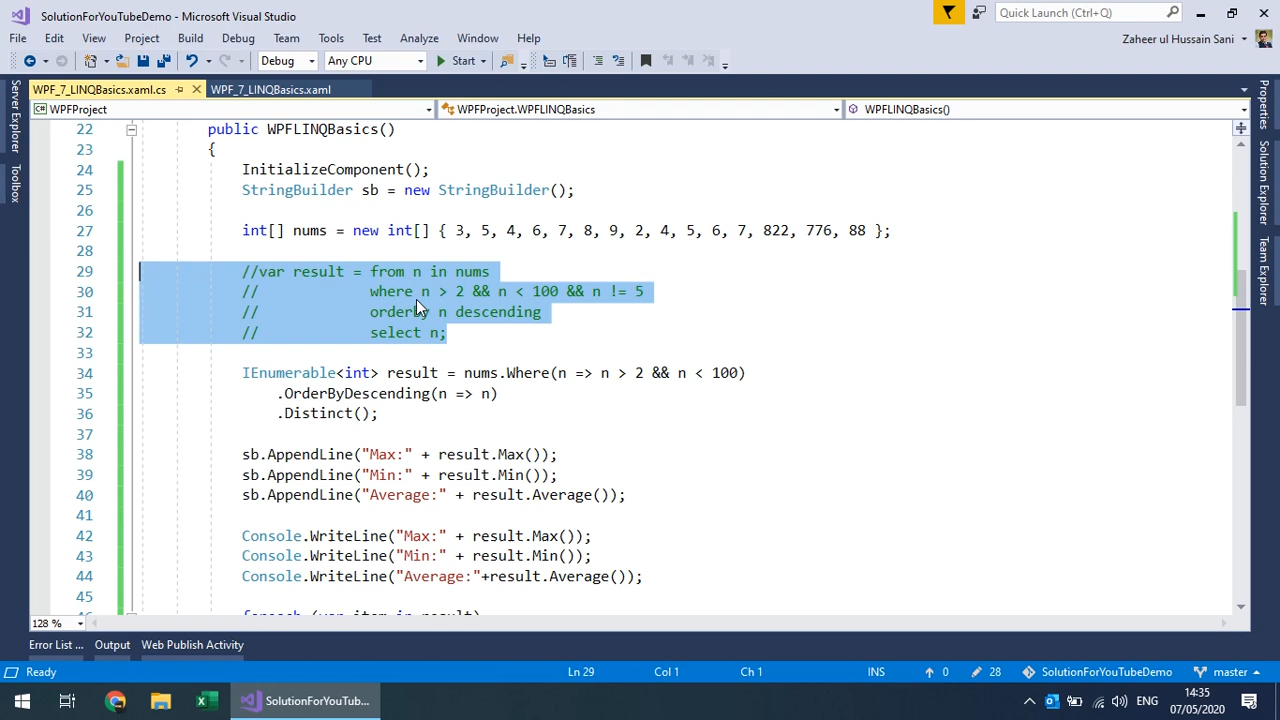 SolutionForYouTubeDemo - Microsoft Visual Studio
Quick Launch (Ctrl+Q)
File Edit View Project Build Debug Team Tools Test Analyze Window Help
Zaheer ul Hussain Sani
Debug Any CPU Start
WPF_7_LINQBasics.xaml.cs WPF_7_LINQBasics.xaml
WPFProject WPFProject.WPFLINQBasics WPFLINQBasics()
Server Explorer
Toolbox
Properties
Solution Explorer
Team Explorer
22 public WPFLINQBasics()
23 {
24 InitializeComponent();
25 StringBuilder sb = new StringBuilder();
26
27 int[] nums = new int[] { 3, 5, 4, 6, 7, 8, 9, 2, 4, 5, 6, 7, 822, 776, 88 };
28
29 //var result = from n in nums
30 // where n > 2 && n < 100 && n != 5
31 // orderby n descending
32 // select n;
33
34 IEnumerable<int> result = nums.Where(n => n > 2 && n < 100)
35 .OrderByDescending(n => n)
36 .Distinct();
37
38 sb.AppendLine("Max:" + result.Max());
39 sb.AppendLine("Min:" + result.Min());
40 sb.AppendLine("Average:" + result.Average());
41
42 Console.WriteLine("Max:" + result.Max());
43 Console.WriteLine("Min:" + result.Min());
44 Console.WriteLine("Average:"+result.Average());
45
46 foreach (var item in result)
128 %
Error List ... Output Web Publish Activity
Ready Ln 29 Col 1 Ch 1 INS 0 28 SolutionForYouTubeDemo master
SolutionForYouTub... ENG 14:35
07/05/2020